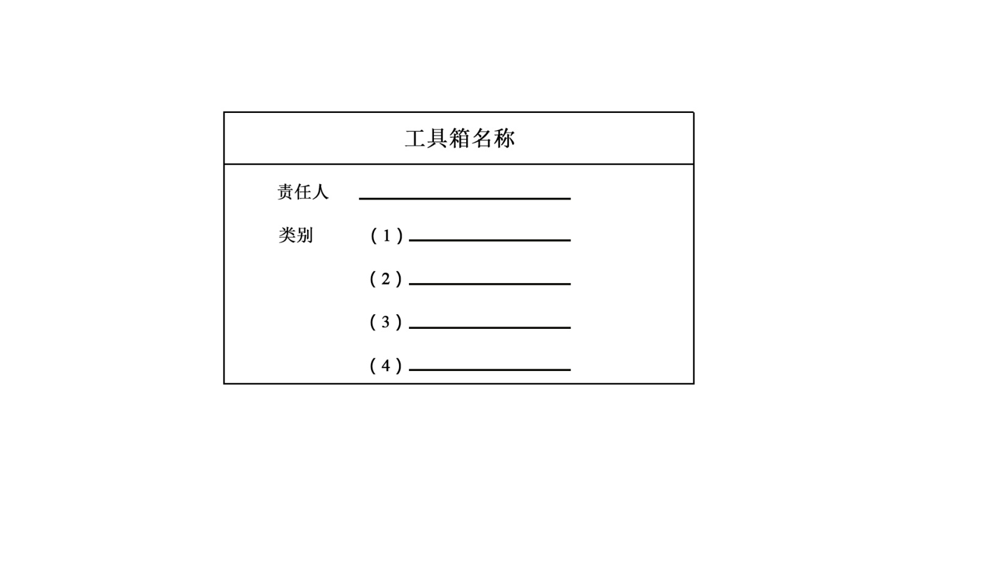 工具箱名称
责任人
类别 （1）
（2）
（3）
（4）